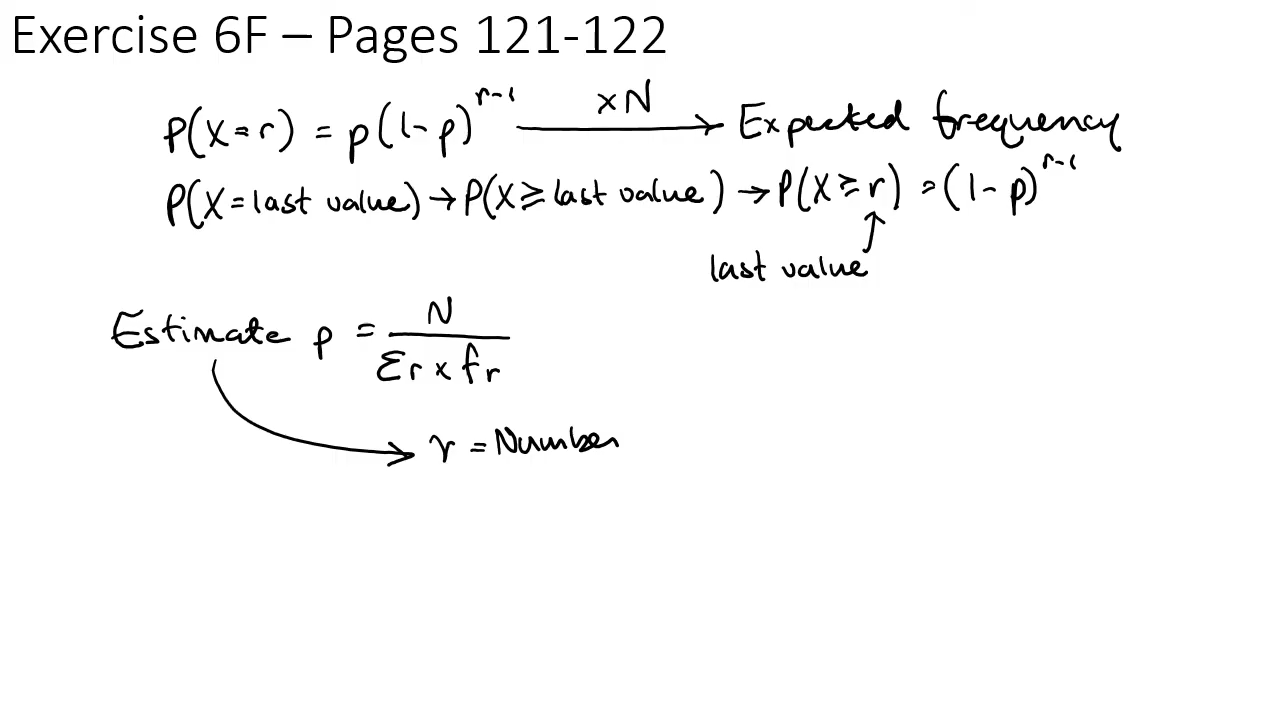 Exercise 6F – Pages 121-122
P(X=r) = p(1-p)^{r-1} ×N → Expected frequency
P(X=last value) → P(X≥last value) → P(X≥r) = (1-p)^{r-1}
last value
Estimate p = N / Σr × fr
r = Number